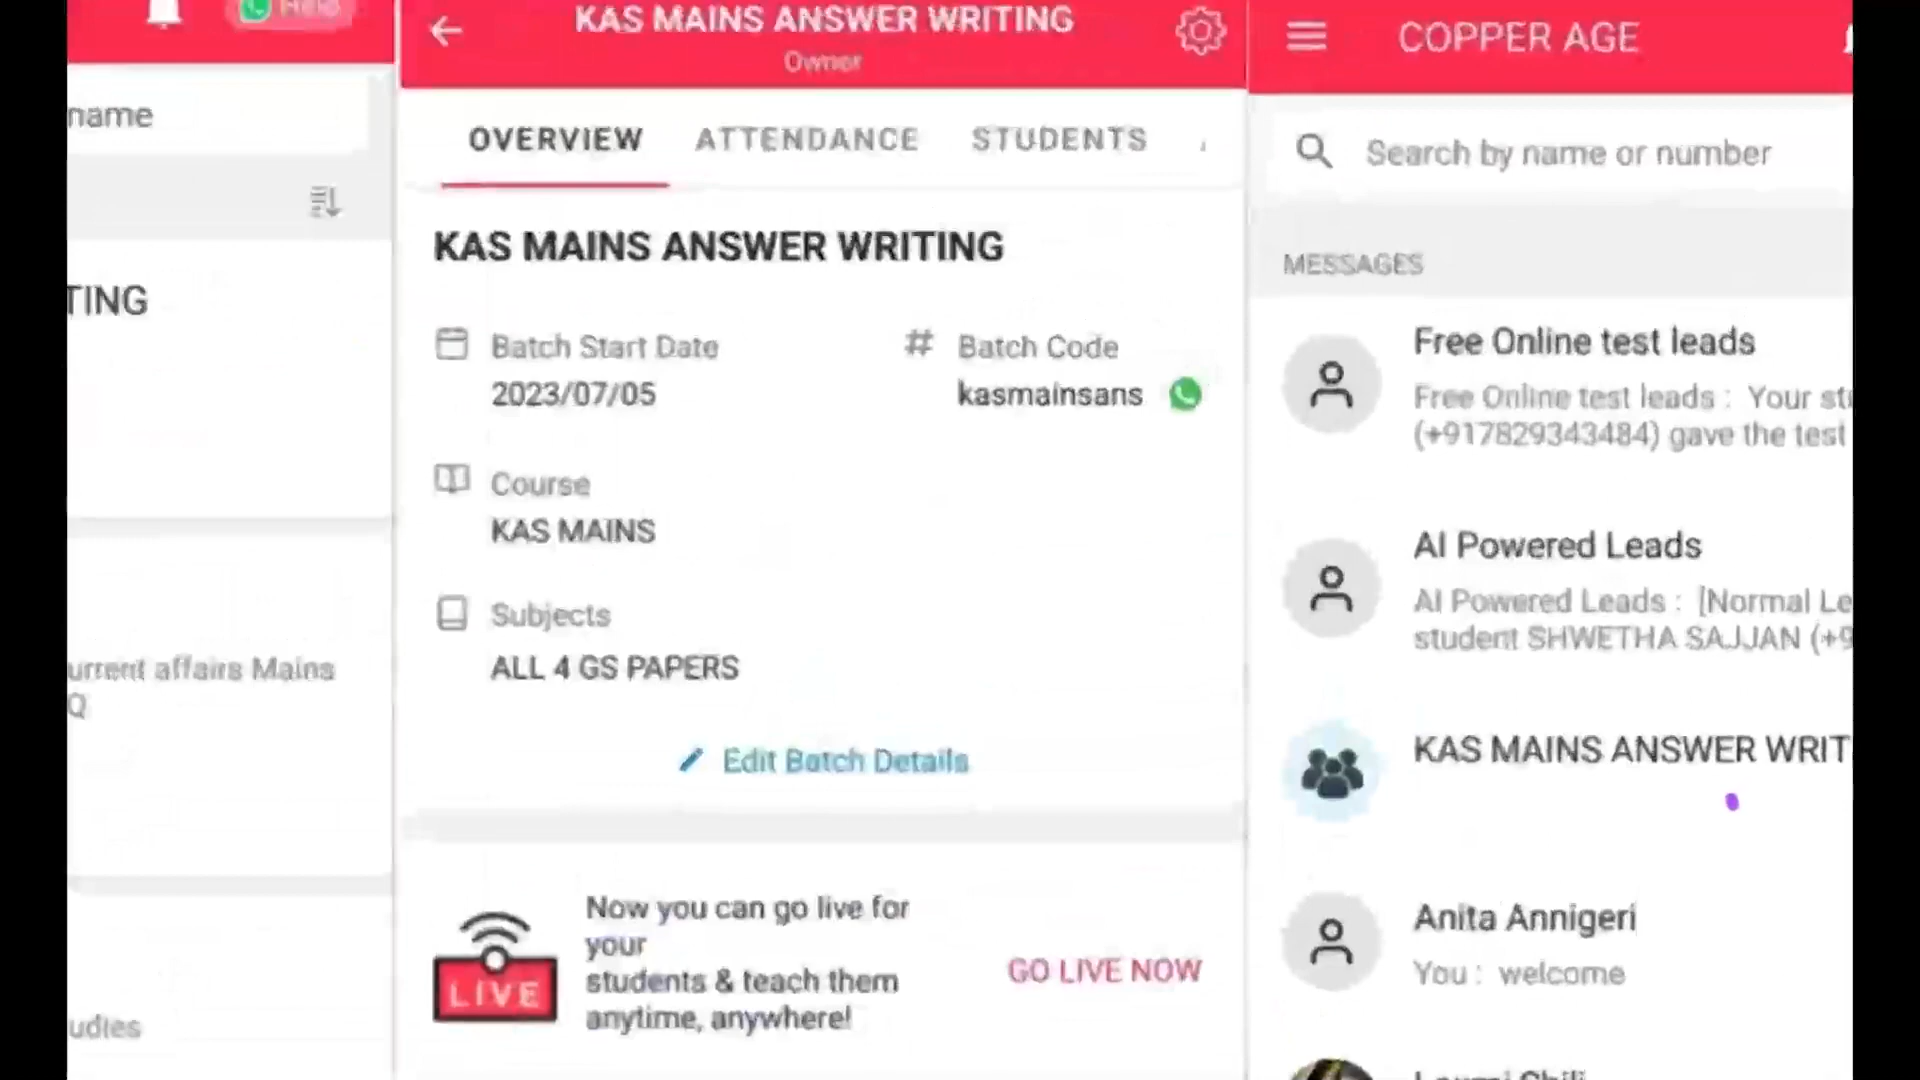 Help
name
TING
urrent affairs Mains
Q
udies
KAS MAINS ANSWER WRITING
Owner
OVERVIEW ATTENDANCE STUDENTS
KAS MAINS ANSWER WRITING
Batch Start Date
2023/07/05
# Batch Code
kasmainsans
Course
KAS MAINS
Subjects
ALL 4 GS PAPERS
Edit Batch Details
LIVE
Now you can go live for
your
students & teach them
anytime, anywhere!
GO LIVE NOW
COPPER AGE
Search by name or number
MESSAGES
Free Online test leads
Free Online test leads : Your stu
(+917829343484) gave the test
AI Powered Leads
AI Powered Leads : [Normal Le
student SHWETHA SAJJAN (+9
KAS MAINS ANSWER WRIT
Anita Annigeri
You : welcome